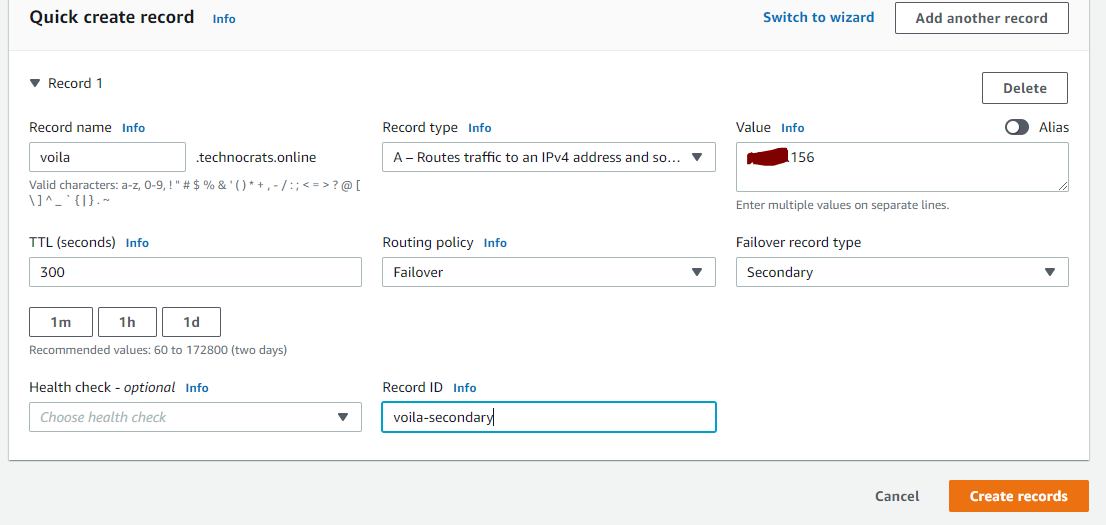 Quick create record Info Switch to wizard Add another record
Record 1 Delete
Record name Info Record type Info Value Info Alias
voila .technocrats.online A – Routes traffic to an IPv4 address and so... 156
Valid characters: a-z, 0-9, ! " # $ % & ' ( ) * + , - / : ; < = > ? @ [
\ ] ^ _ ` { | } . ~
Enter multiple values on separate lines.
TTL (seconds) Info Routing policy Info Failover record type
300 Failover Secondary
1m 1h 1d
Recommended values: 60 to 172800 (two days)
Health check - optional Info Record ID Info
Choose health check voila-secondary
Cancel Create records